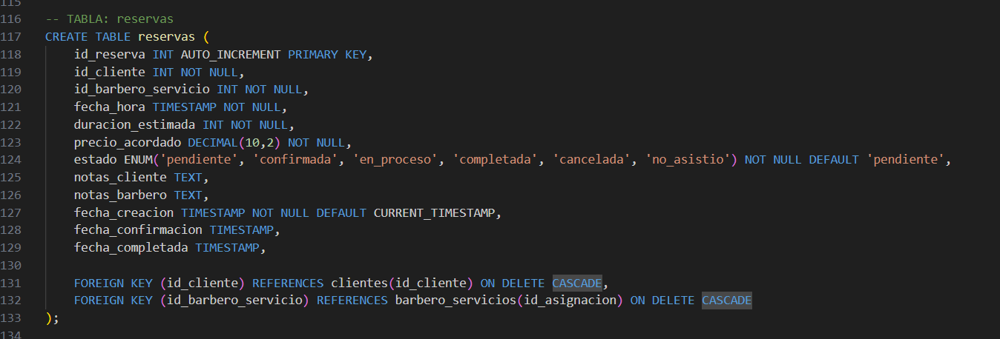 115
116 -- TABLA: reservas
117 CREATE TABLE reservas (
118 id_reserva INT AUTO_INCREMENT PRIMARY KEY,
119 id_cliente INT NOT NULL,
120 id_barbero_servicio INT NOT NULL,
121 fecha_hora TIMESTAMP NOT NULL,
122 duracion_estimada INT NOT NULL,
123 precio_acordado DECIMAL(10,2) NOT NULL,
124 estado ENUM('pendiente', 'confirmada', 'en_proceso', 'completada', 'cancelada', 'no_asistio') NOT NULL DEFAULT 'pendiente',
125 notas_cliente TEXT,
126 notas_barbero TEXT,
127 fecha_creacion TIMESTAMP NOT NULL DEFAULT CURRENT_TIMESTAMP,
128 fecha_confirmacion TIMESTAMP,
129 fecha_completada TIMESTAMP,
130
131 FOREIGN KEY (id_cliente) REFERENCES clientes(id_cliente) ON DELETE CASCADE,
132 FOREIGN KEY (id_barbero_servicio) REFERENCES barbero_servicios(id_asignacion) ON DELETE CASCADE
133 );
134